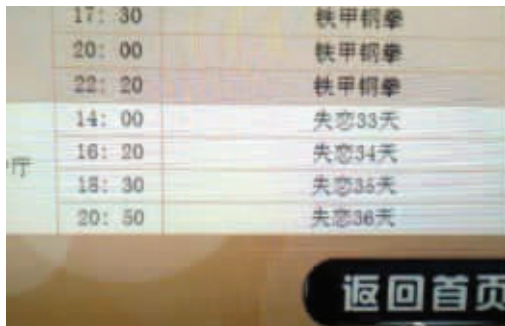 17: 30 铁甲钢拳
20: 00 铁甲钢拳
22: 20 铁甲钢拳
14: 00 失恋33天
16: 20 失恋34天
厅
18: 30 失恋35天
20: 50 失恋36天
返回首页